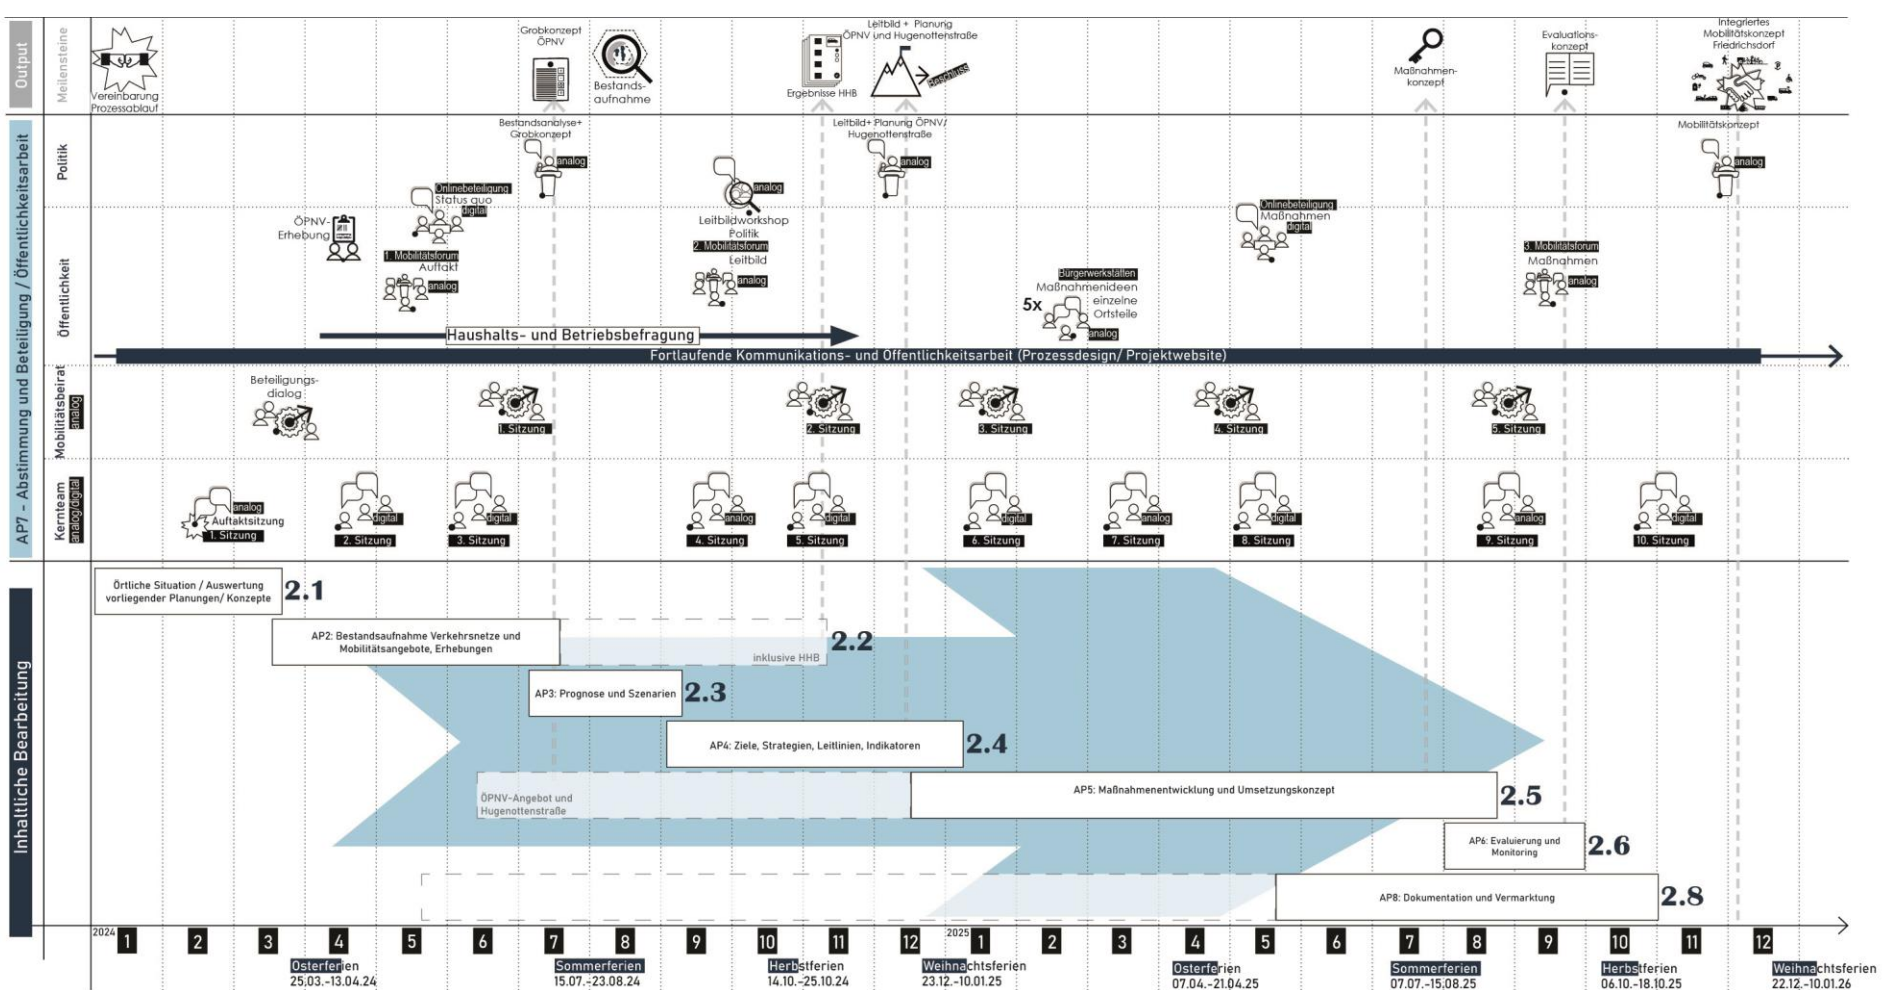 Output
Meilensteine
Vereinbarung
Prozessablauf
Grobkonzept
ÖPNV
Bestands-
aufnahme
Ergebnisse HHB
Leitbild + Planung
ÖPNV und Hugenottenstraße
Beschluss
Maßnahmen-
konzept
Evaluations-
konzept
Integriertes
Mobilitätskonzept
Friedrichsdorf
AP7 - Abstimmung und Beteiligung / Öffentlichkeitsarbeit
Politik
Bestandsanalyse+
Grobkonzept
analog
analog
Leitbildworkshop
Politik
Leitbild+ Planung ÖPNV/
Hugenottenstraße
analog
Mobilitätskonzept
analog
Öffentlichkeit
ÖPNV-
Erhebung
Onlinebeteiligung
Status quo
digital
1. Mobilitätsforum
Auftakt
analog
2. Mobilitätsforum
Leitbild
analog
Bürgerwerkstätten
Maßnahmenideen
5x
einzelne
Ortsteile
analog
Onlinebeteiligung
Maßnahmen
digital
3. Mobilitätsforum
Maßnahmen
analog
Haushalts- und Betriebsbefragung
Fortlaufende Kommunikations- und Öffentlichkeitsarbeit (Prozessdesign/ Projektwebsite)
Mobilitätsbeirat
analog
Beteiligungs-
dialog
1. Sitzung
2. Sitzung
3. Sitzung
4. Sitzung
5. Sitzung
Kernteam
analog/digital
analog
Auftaktsitzung
1. Sitzung
digital
2. Sitzung
digital
3. Sitzung
analog
4. Sitzung
digital
5. Sitzung
digital
6. Sitzung
analog
7. Sitzung
digital
8. Sitzung
analog
9. Sitzung
digital
10. Sitzung
Inhaltliche Bearbeitung
Örtliche Situation / Auswertung
vorliegender Planungen/ Konzepte
2.1
AP2: Bestandsaufnahme Verkehrsnetze und
Mobilitätsangebote, Erhebungen
inklusive HHB
2.2
AP3: Prognose und Szenarien
2.3
AP4: Ziele, Strategien, Leitlinien, Indikatoren
2.4
ÖPNV-Angebot und
Hugenottenstraße
AP5: Maßnahmenentwicklung und Umsetzungskonzept
2.5
AP6: Evaluierung und
Monitoring
2.6
AP8: Dokumentation und Vermarktung
2.8
2024 1 2 3 4 5 6 7 8 9 10 11 12 2025 1 2 3 4 5 6 7 8 9 10 11 12
Osterferien
25.03.-13.04.24
Sommerferien
15.07.-23.08.24
Herbstferien
14.10.-25.10.24
Weihnachtsferien
23.12.-10.01.25
Osterferien
07.04.-21.04.25
Sommerferien
07.07.-15.08.25
Herbstferien
06.10.-18.10.25
Weihnachtsferien
22.12.-10.01.26